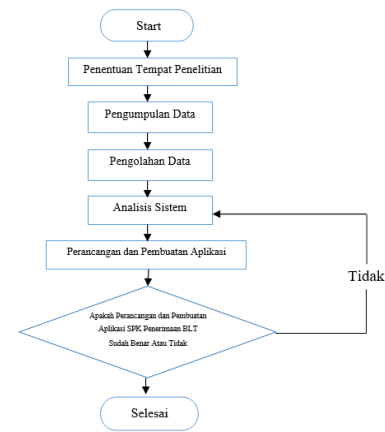 Start
Penentuan Tempat Penelitian
Pengumpulan Data
Pengolahan Data
Analisis Sistem
Perancangan dan Pembuatan Aplikasi
Tidak
Apakah Perancangan dan Pembuatan
Aplikasi SPK Penerimaan BLT
Sudah Benar Atau Tidak
Selesai